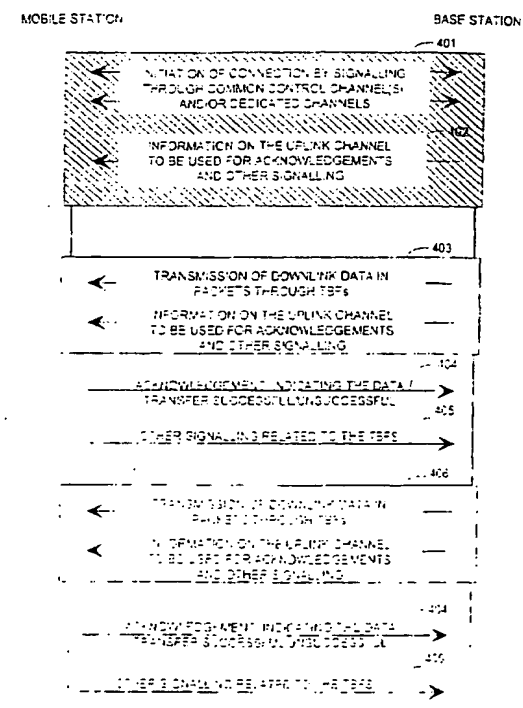 MOBILE STATION
BASE STATION
401
INITIATION OF CONNECTION BY SIGNALLING
THROUGH COMMON CONTROL CHANNEL(S)
AND/OR DEDICATED CHANNELS
402
INFORMATION ON THE UPLINK CHANNEL
TO BE USED FOR ACKNOWLEDGEMENTS
AND OTHER SIGNALLING
403
TRANSMISSION OF DOWNLINK DATA IN
PACKETS THROUGH TBFs
INFORMATION ON THE UPLINK CHANNEL
TO BE USED FOR ACKNOWLEDGEMENTS
AND OTHER SIGNALLING
404
ACKNOWLEDGEMENT, INDICATING THE DATA
TRANSFER SUCCESSFUL/UNSUCCESSFUL
405
OTHER SIGNALLING RELATED TO THE TBFS
406
TRANSMISSION OF DOWNLINK DATA IN
PACKETS THROUGH TBFs
INFORMATION ON THE UPLINK CHANNEL
TO BE USED FOR ACKNOWLEDGEMENTS
AND OTHER SIGNALLING
404
ACKNOWLEDGMENT, INDICATING THE DATA
TRANSFER SUCCESSFUL/UNSUCCESSFUL
405
OTHER SIGNALLING RELATED TO THE TBFS